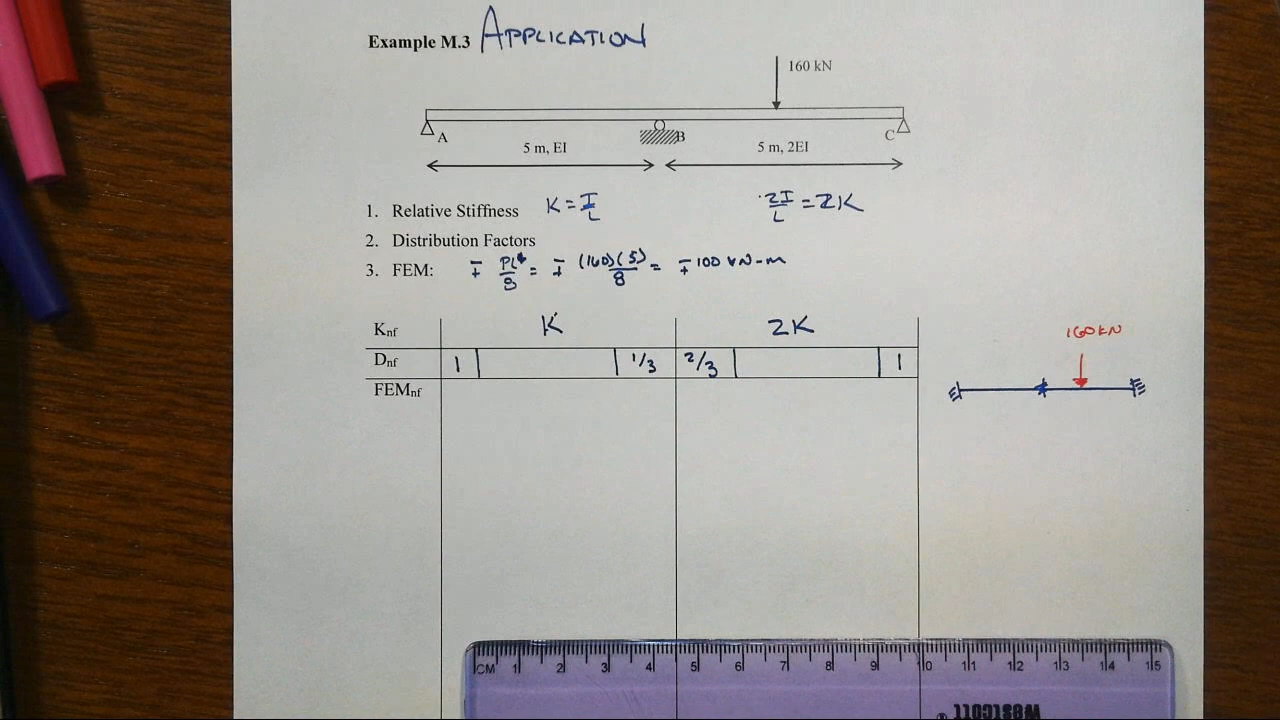 Example M.3 APPLICATION
160 kN
A B C
5 m, EI 5 m, 2EI
1. Relative Stiffness K = I/L 2I/L = 2K
2. Distribution Factors
3. FEM: ∓ PL/8 = ∓ (160)(5)/8 = ∓100 kN-m
Knf K 2K
160 kN
Dnf 1 1/3 2/3 1
FEMnf
CM 1 2 3 4 5 6 7 8 9 10 11 12 13 14 15
Westcott